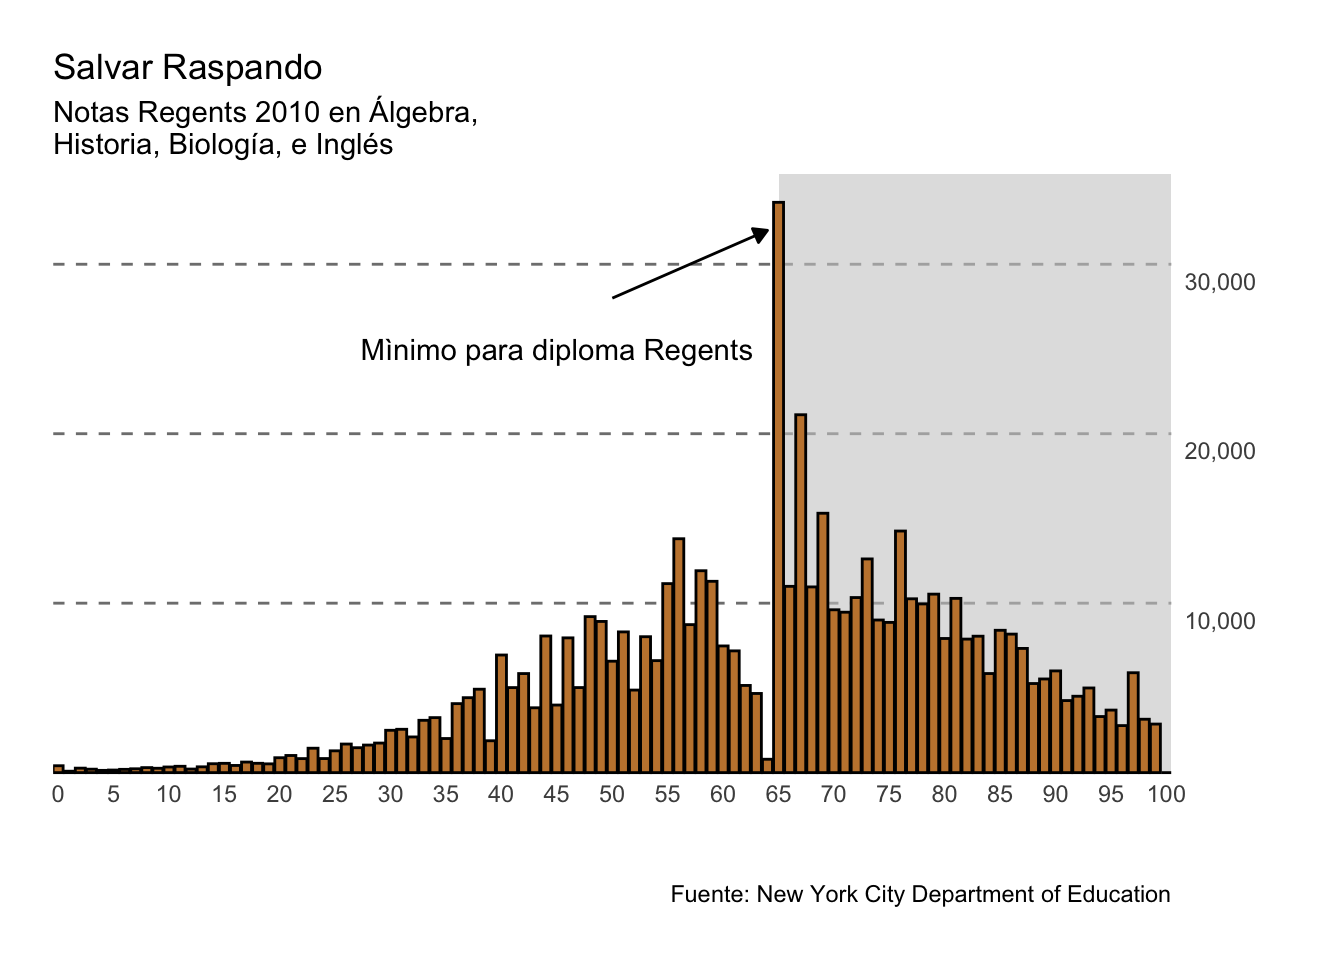 Salvar Raspando
Notas Regents 2010 en Álgebra,
Historia, Biología, e Inglés
30,000
Mìnimo para diploma Regents
20,000
10,000
0 5 10 15 20 25 30 35 40 45 50 55 60 65 70 75 80 85 90 95 100
Fuente: New York City Department of Education